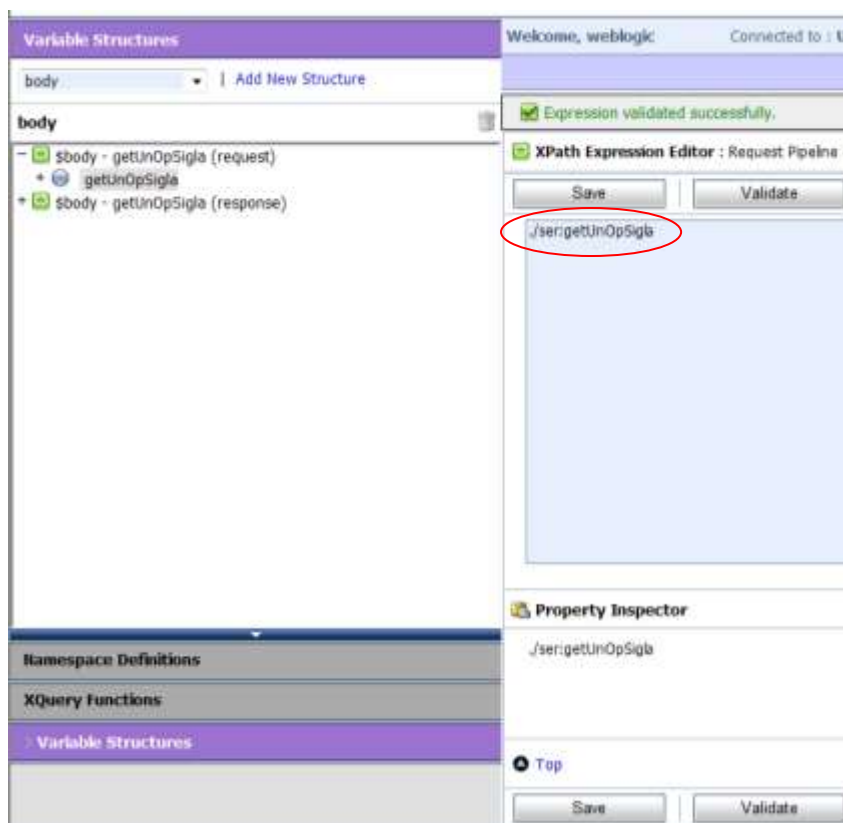 Variable Structures
body | Add New Structure
body
$body - getUnOpSigla (request)
getUnOpSigla
$body - getUnOpSigla (response)
Namespace Definitions
XQuery Functions
Variable Structures
Welcome, weblogic Connected to : U
Expression validated successfully.
XPath Expression Editor : Request Pipeline
Save Validate
./ser:getUnOpSigla
Property Inspector
./ser:getUnOpSigla
Top
Save Validate